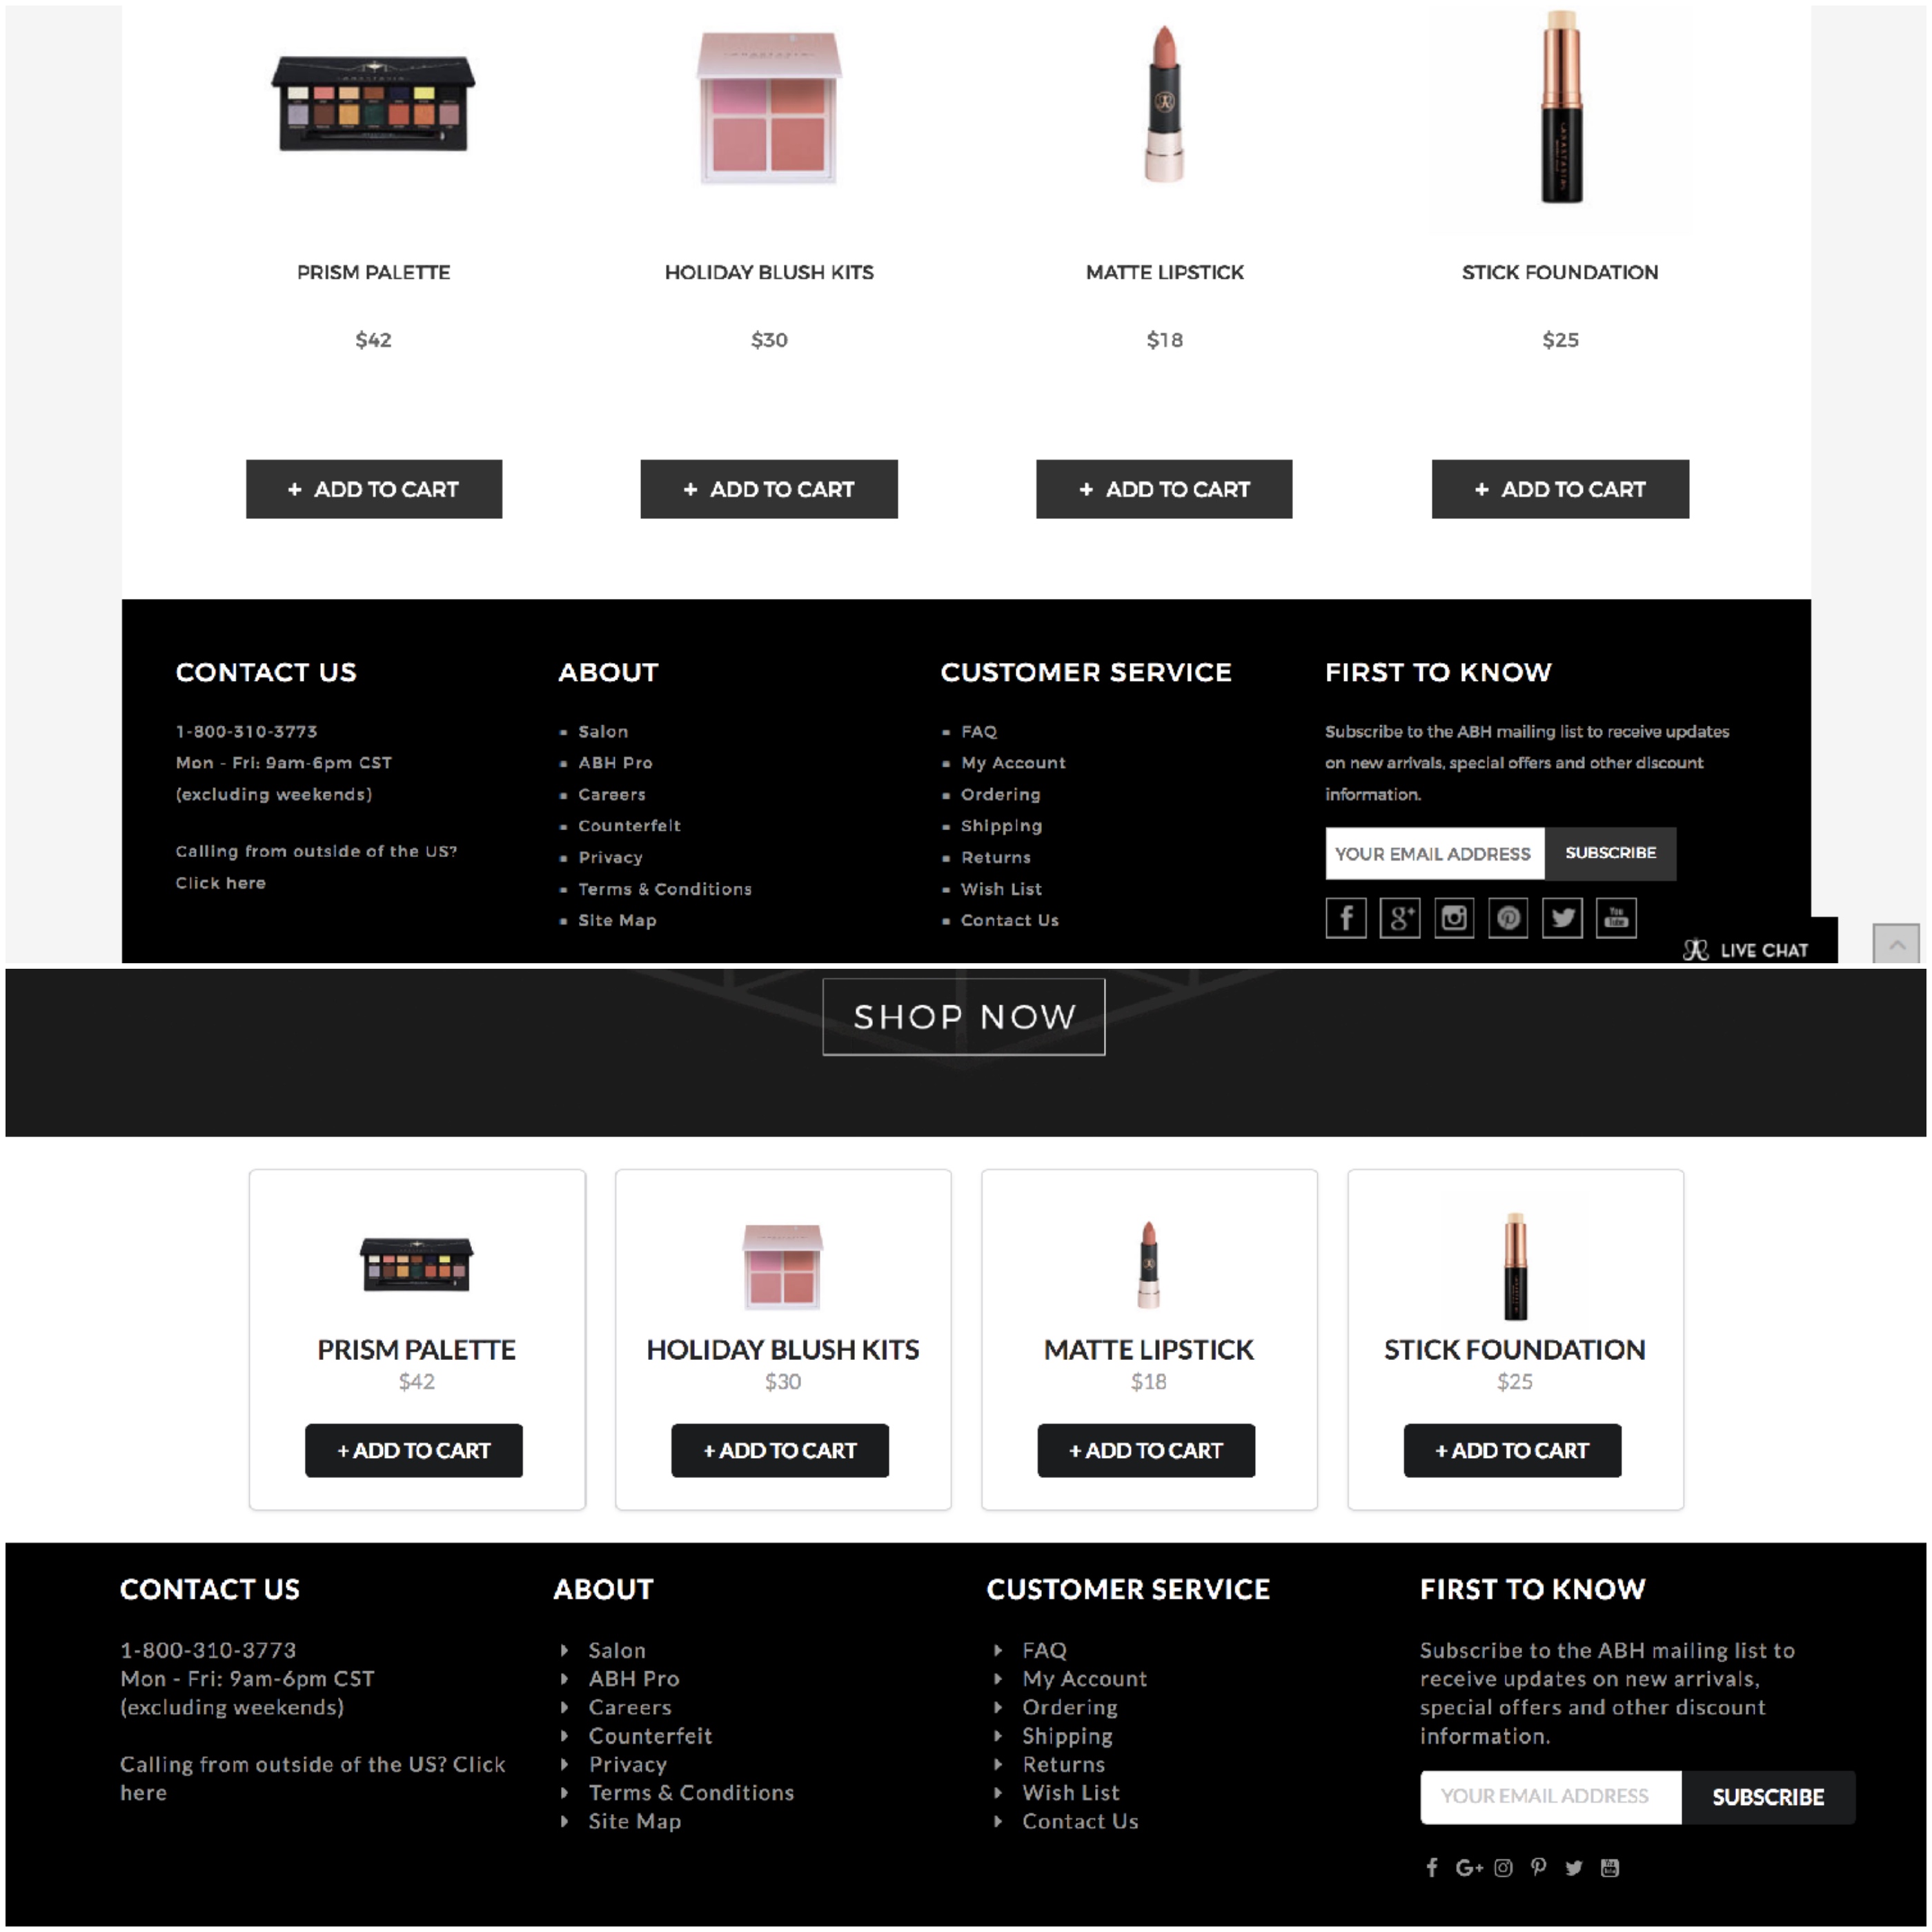 PRISM PALETTE
HOLIDAY BLUSH KITS
MATTE LIPSTICK
STICK FOUNDATION
$42
$30
$18
$25
+ ADD TO CART
+ ADD TO CART
+ ADD TO CART
+ ADD TO CART
CONTACT US
1-800-310-3773
Mon - Fri: 9am-6pm CST
(excluding weekends)
Calling from outside of the US?
Click here
ABOUT
Salon
ABH Pro
Careers
Counterfeit
Privacy
Terms & Conditions
Site Map
CUSTOMER SERVICE
FAQ
My Account
Ordering
Shipping
Returns
Wish List
Contact Us
FIRST TO KNOW
Subscribe to the ABH mailing list to receive updates
on new arrivals, special offers and other discount
information.
YOUR EMAIL ADDRESS
SUBSCRIBE
LIVE CHAT
SHOP NOW
PRISM PALETTE
$42
+ ADD TO CART
HOLIDAY BLUSH KITS
$30
+ ADD TO CART
MATTE LIPSTICK
$18
+ ADD TO CART
STICK FOUNDATION
$25
+ ADD TO CART
CONTACT US
1-800-310-3773
Mon - Fri: 9am-6pm CST
(excluding weekends)
Calling from outside of the US? Click
here
ABOUT
Salon
ABH Pro
Careers
Counterfeit
Privacy
Terms & Conditions
Site Map
CUSTOMER SERVICE
FAQ
My Account
Ordering
Shipping
Returns
Wish List
Contact Us
FIRST TO KNOW
Subscribe to the ABH mailing list to
receive updates on new arrivals,
special offers and other discount
information.
YOUR EMAIL ADDRESS
SUBSCRIBE